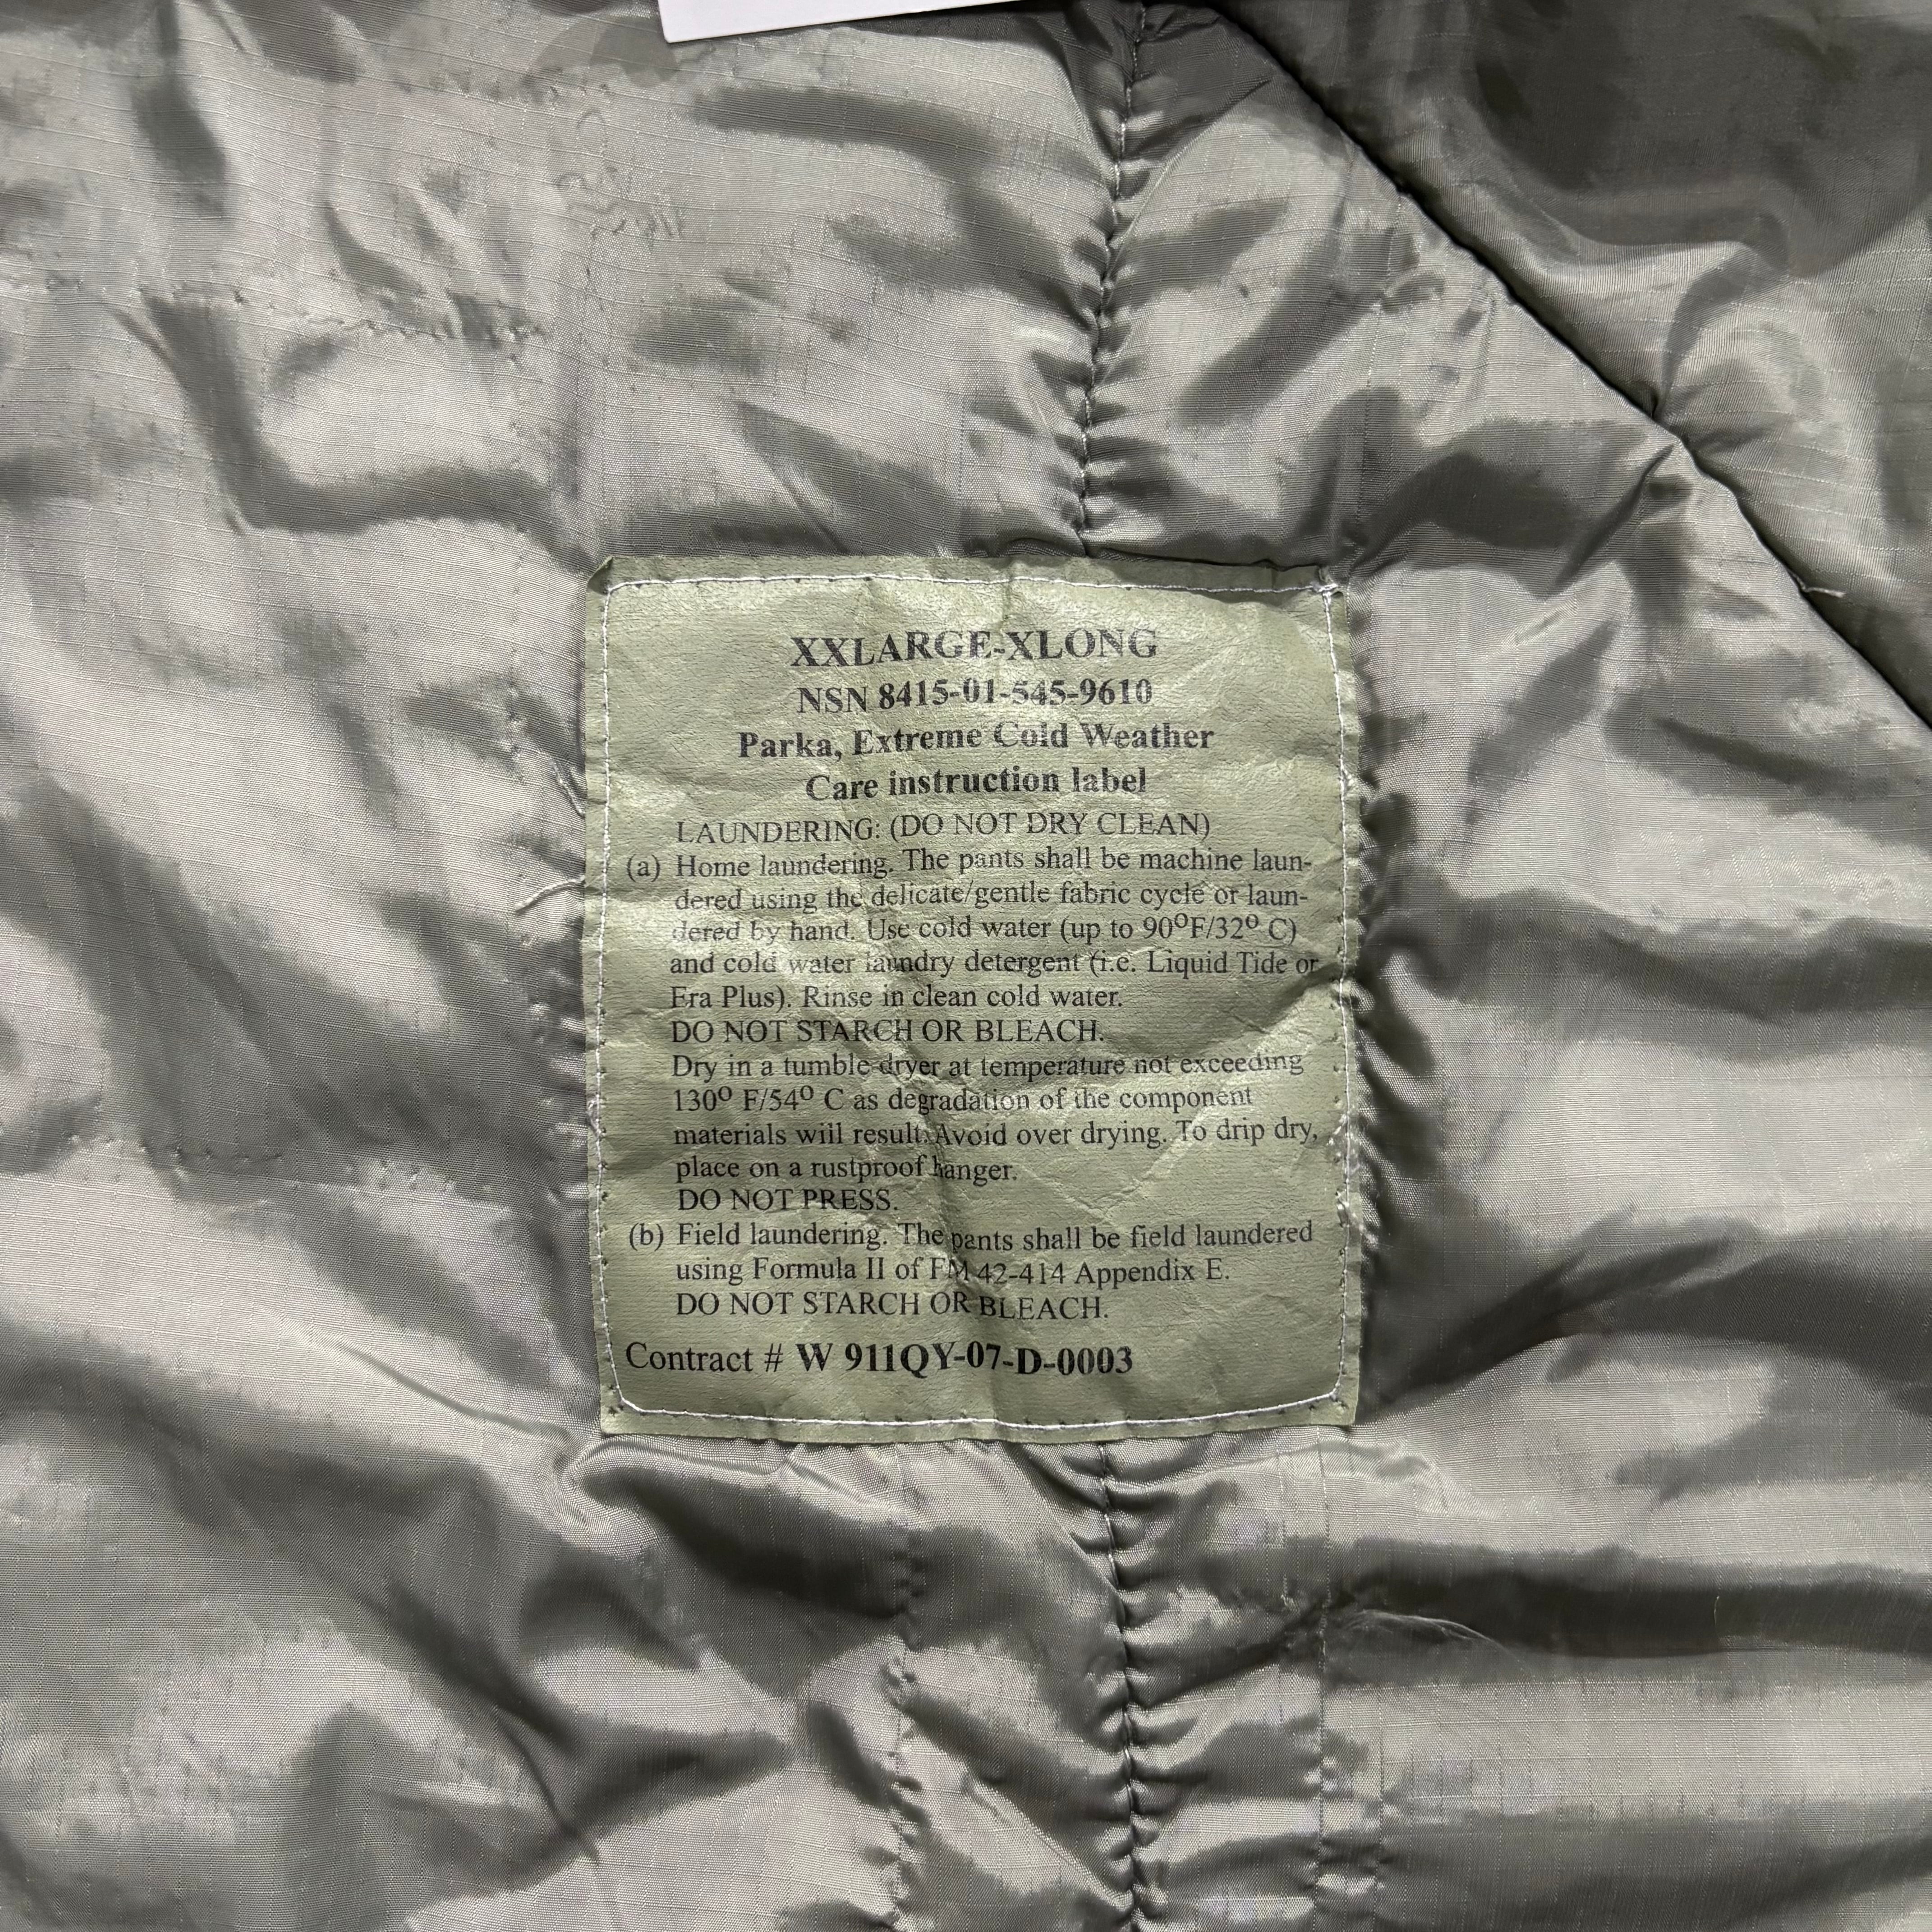 XXLARGE-XLONG
NSN 8415-01-545-9610
Parka, Extreme Cold Weather
Care instruction label
LAUNDERING: (DO NOT DRY CLEAN)
(a) Home laundering. The pants shall be machine laun-
dered using the delicate/gentle fabric cycle or laun-
dered by hand. Use cold water (up to 90ºF/32º C)
and cold water laundry detergent (i.e. Liquid Tide or
Era Plus). Rinse in clean cold water.
DO NOT STARCH OR BLEACH.
Dry in a tumble dryer at temperature not exceeding
130º F/54º C as degradation of the component
materials will result. Avoid over drying. To drip dry,
place on a rustproof hanger.
DO NOT PRESS.
(b) Field laundering. The pants shall be field laundered
using Formula II of FM 42-414 Appendix E.
DO NOT STARCH OR BLEACH.
Contract # W 911QY-07-D-0003